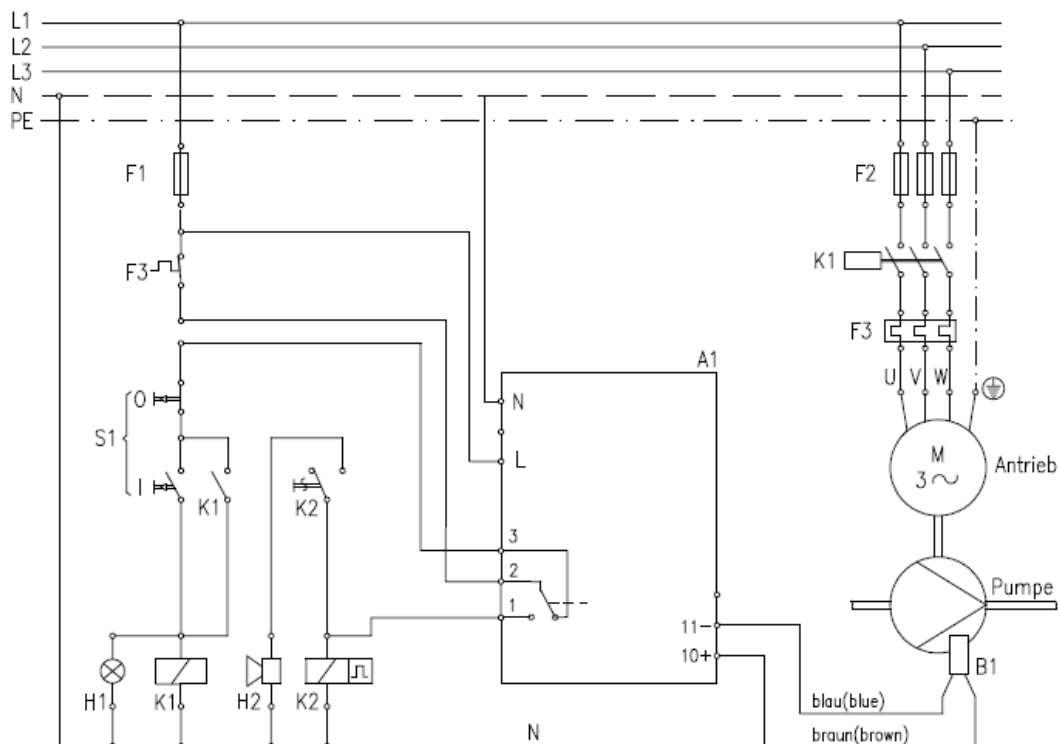 L1
L2
L3
N
PE
F1
F2
F3
K1
F3
A1
U V W
O
S1
I
K1
K2
N
L
M
3~
Antrieb
3
2
1
Pumpe
11-
10+
B1
H1
K1
H2
K2
N
blau(blue)
braun(brown)